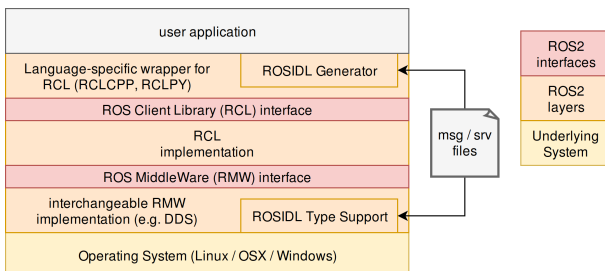 user application
Language-specific wrapper for
RCL (RCLCPP, RCLPY)
ROSIDL Generator
ROS Client Library (RCL) interface
RCL
implementation
ROS MiddleWare (RMW) interface
interchangeable RMW
implementation (e.g. DDS)
ROSIDL Type Support
Operating System (Linux / OSX / Windows)
msg / srv
files
ROS2
interfaces
ROS2
layers
Underlying
System